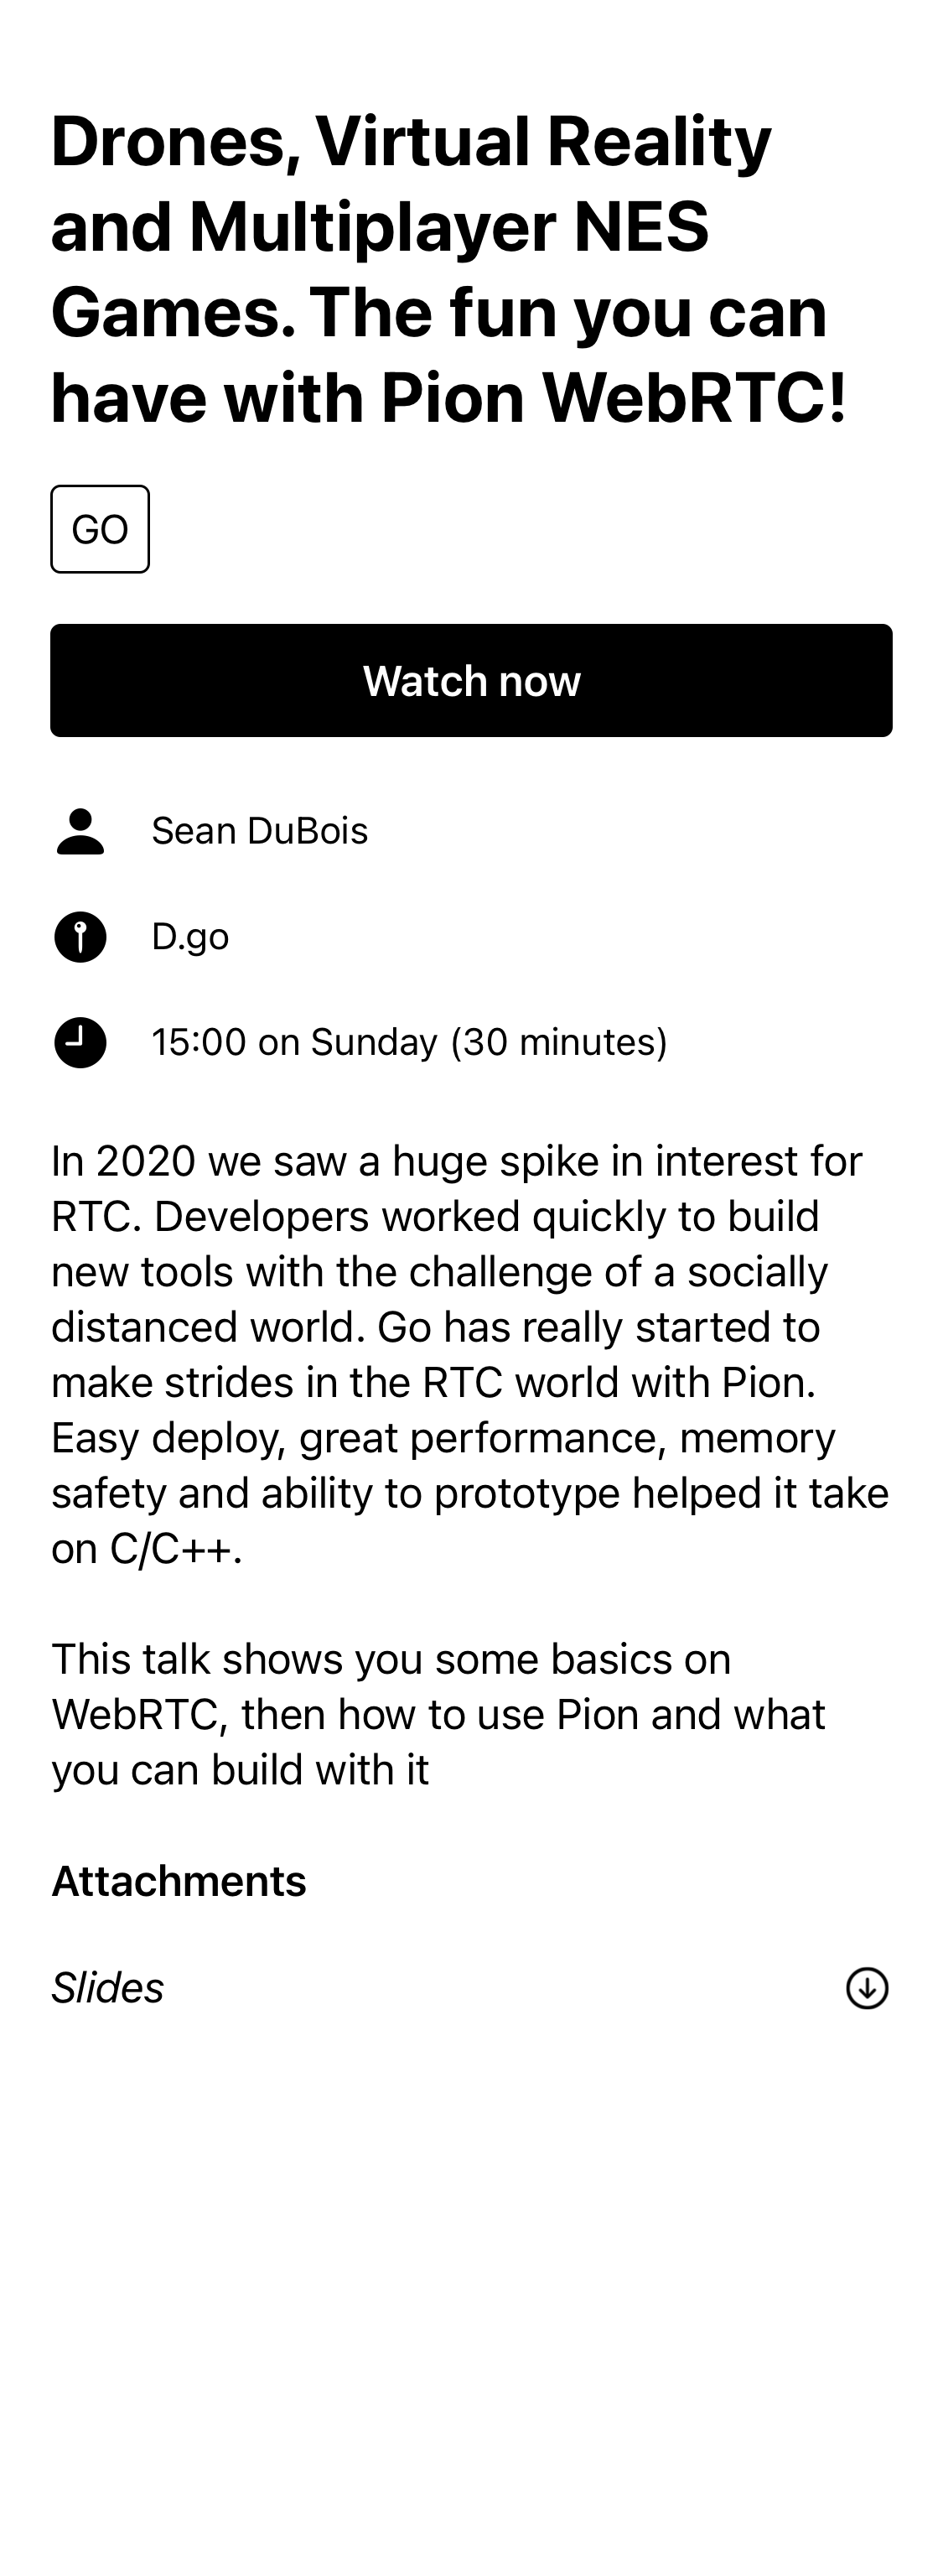 Drones, Virtual Reality
and Multiplayer NES
Games. The fun you can
have with Pion WebRTC!
GO
Watch now
Sean DuBois
D.go
15:00 on Sunday (30 minutes)
In 2020 we saw a huge spike in interest for
RTC. Developers worked quickly to build
new tools with the challenge of a socially
distanced world. Go has really started to
make strides in the RTC world with Pion.
Easy deploy, great performance, memory
safety and ability to prototype helped it take
on C/C++.
This talk shows you some basics on
WebRTC, then how to use Pion and what
you can build with it
Attachments
Slides